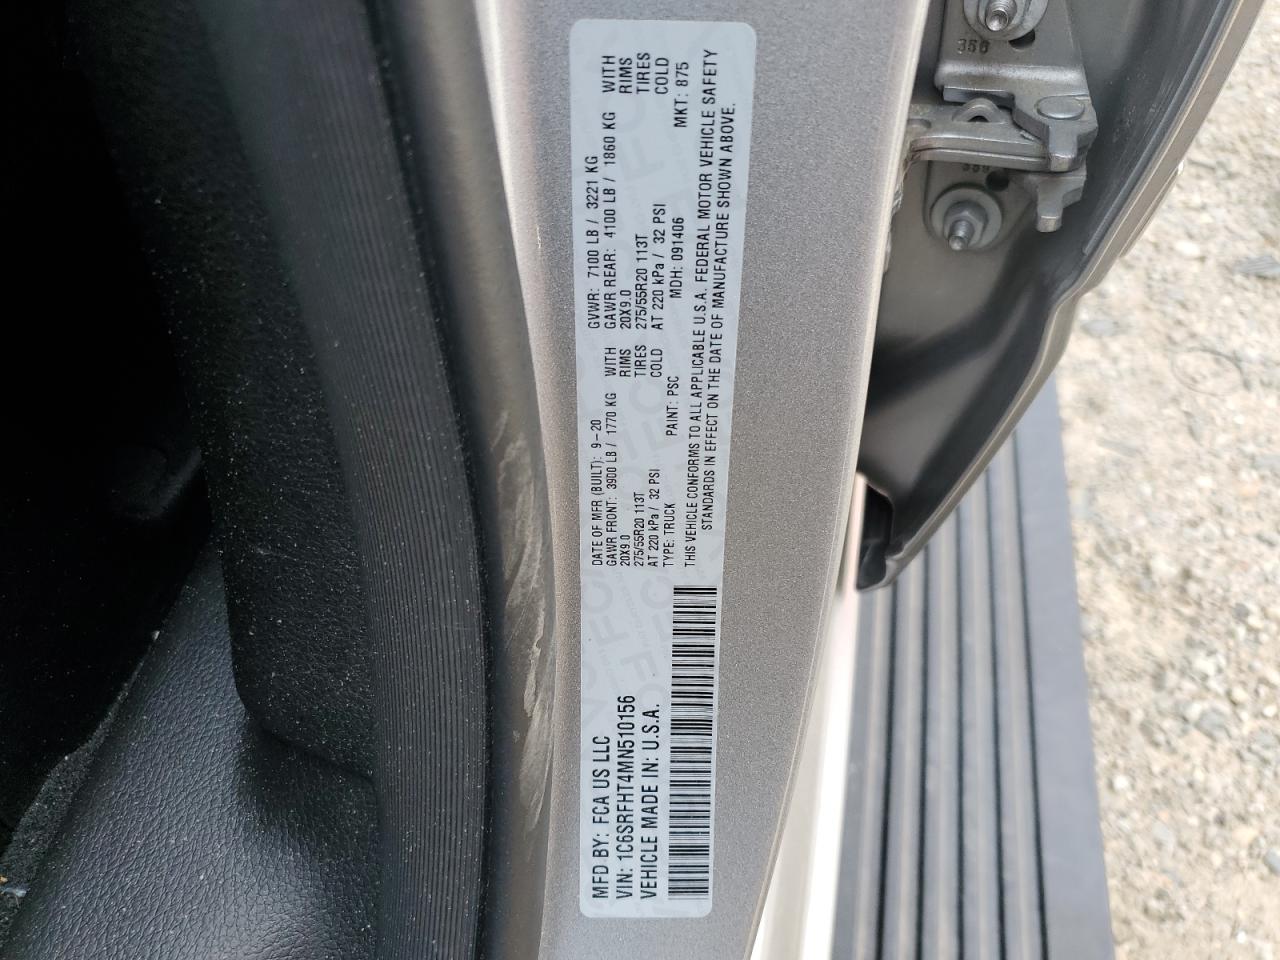 MFD BY: FCA US LLC
VIN: 1C6SRFHT4MN510156
VEHICLE MADE IN: U.S.A.
DATE OF MFR (BUILT): 9-20 GVWR: 7100 LB / 3221 KG
GAWR FRONT: 3900 LB / 1770 KG WITH GAWR REAR: 4100 LB / 1860 KG WITH
20X9.0 RIMS 20X9.0 RIMS
275/55R20 113T TIRES 275/55R20 113T TIRES
AT 220 kPa / 32 PSI COLD AT 220 kPa / 32 PSI COLD
TYPE: TRUCK PAINT: PSC MDH: 091406 MKT: 875
THIS VEHICLE CONFORMS TO ALL APPLICABLE U.S.A. FEDERAL MOTOR VEHICLE SAFETY
STANDARDS IN EFFECT ON THE DATE OF MANUFACTURE SHOWN ABOVE.